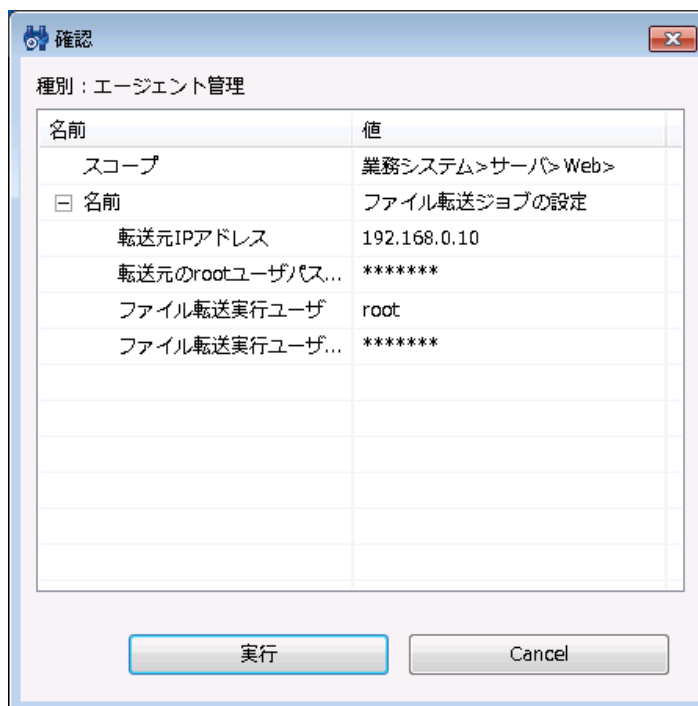 確認
種別：エージェント管理
名前 値
スコープ 業務システム>サーバ>Web>
名前 ファイル転送ジョブの設定
転送元IPアドレス 192.168.0.10
転送元のrootユーザパス... *******
ファイル転送実行ユーザ root
ファイル転送実行ユーザ... *******
実行 Cancel